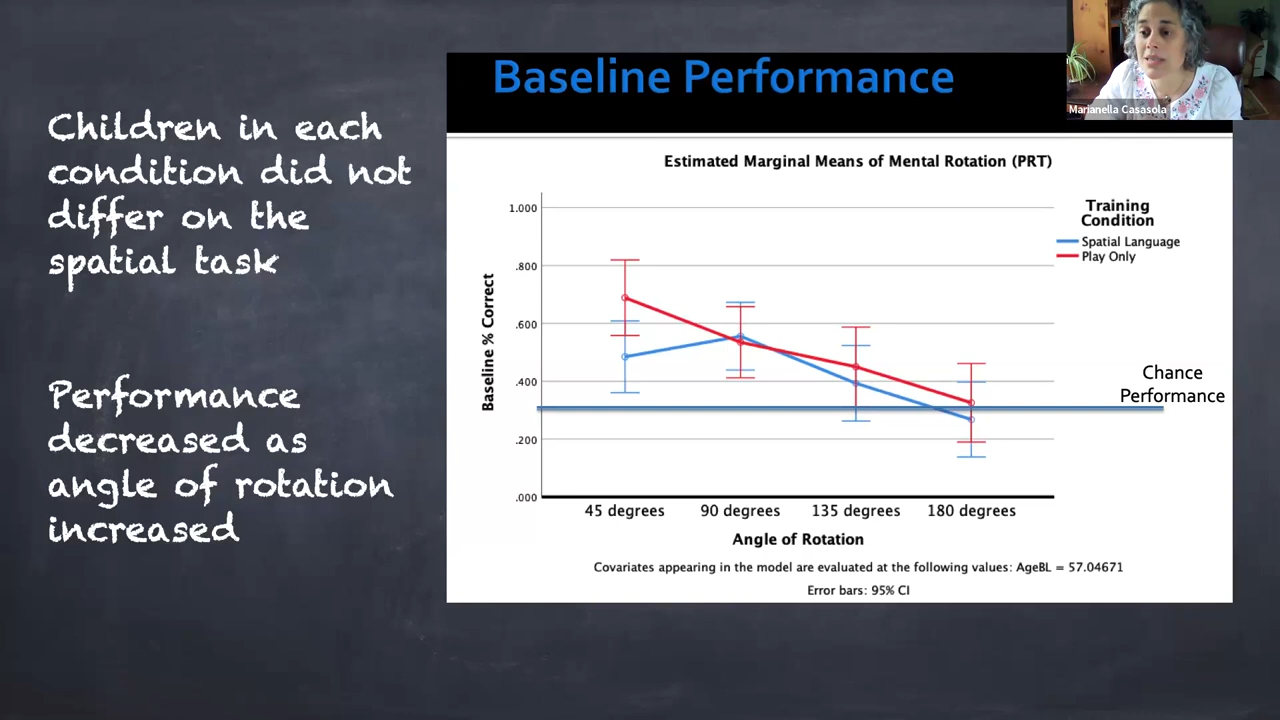 Children in each
condition did not
differ on the
spatial task
Performance
decreased as
angle of rotation
increased
Baseline Performance
Marianella Casasola
Estimated Marginal Means of Mental Rotation (PRT)
Training
Condition
Spatial Language
Play Only
Baseline % Correct
1.000
.800
.600
.400
.200
.000
Chance
Performance
45 degrees 90 degrees 135 degrees 180 degrees
Angle of Rotation
Covariates appearing in the model are evaluated at the following values: AgeBL = 57.04671
Error bars: 95% CI